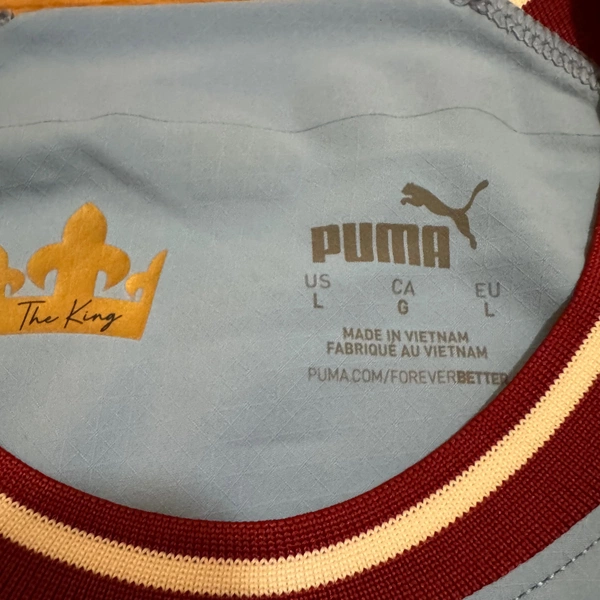 The King
PUMA
US CA EU
L G L
MADE IN VIETNAM
FABRIQUÉ AU VIETNAM
PUMA.COM/FOREVERBETTER